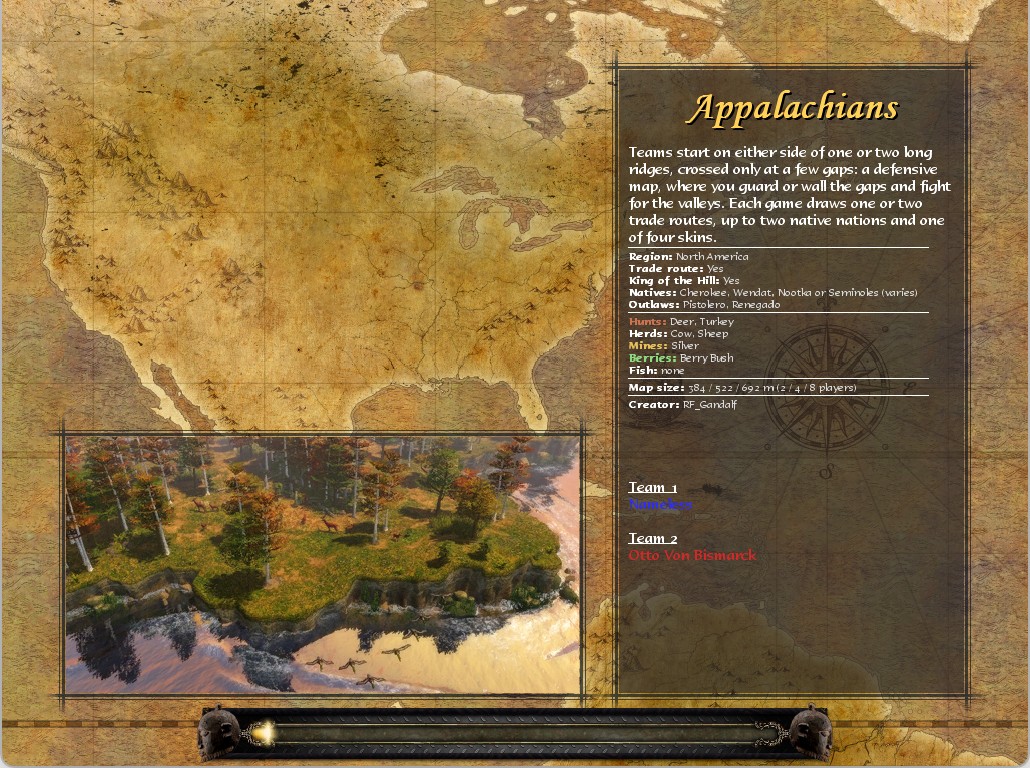 Appalachians
Teams start on either side of one or two long
ridges, crossed only at a few gaps: a defensive
map, where you guard or wall the gaps and fight
for the valleys. Each game draws one or two
trade routes, up to two native nations and one
of four skins.
Region: North America
Trade route: Yes
King of the Hill: Yes
Natives: Cherokee, Wendat, Nootka or Seminoles (varies)
Outlaws: Pistolero, Renegado
Hunts: Deer, Turkey
Herds: Cow, Sheep
Mines: Silver
Berries: Berry Bush
Fish: none
Map size: 384 / 522 / 692 m (2 / 4 / 8 players)
Creator: RF_Gandalf
Team 1
Nameless
Team 2
Otto Von Bismarck